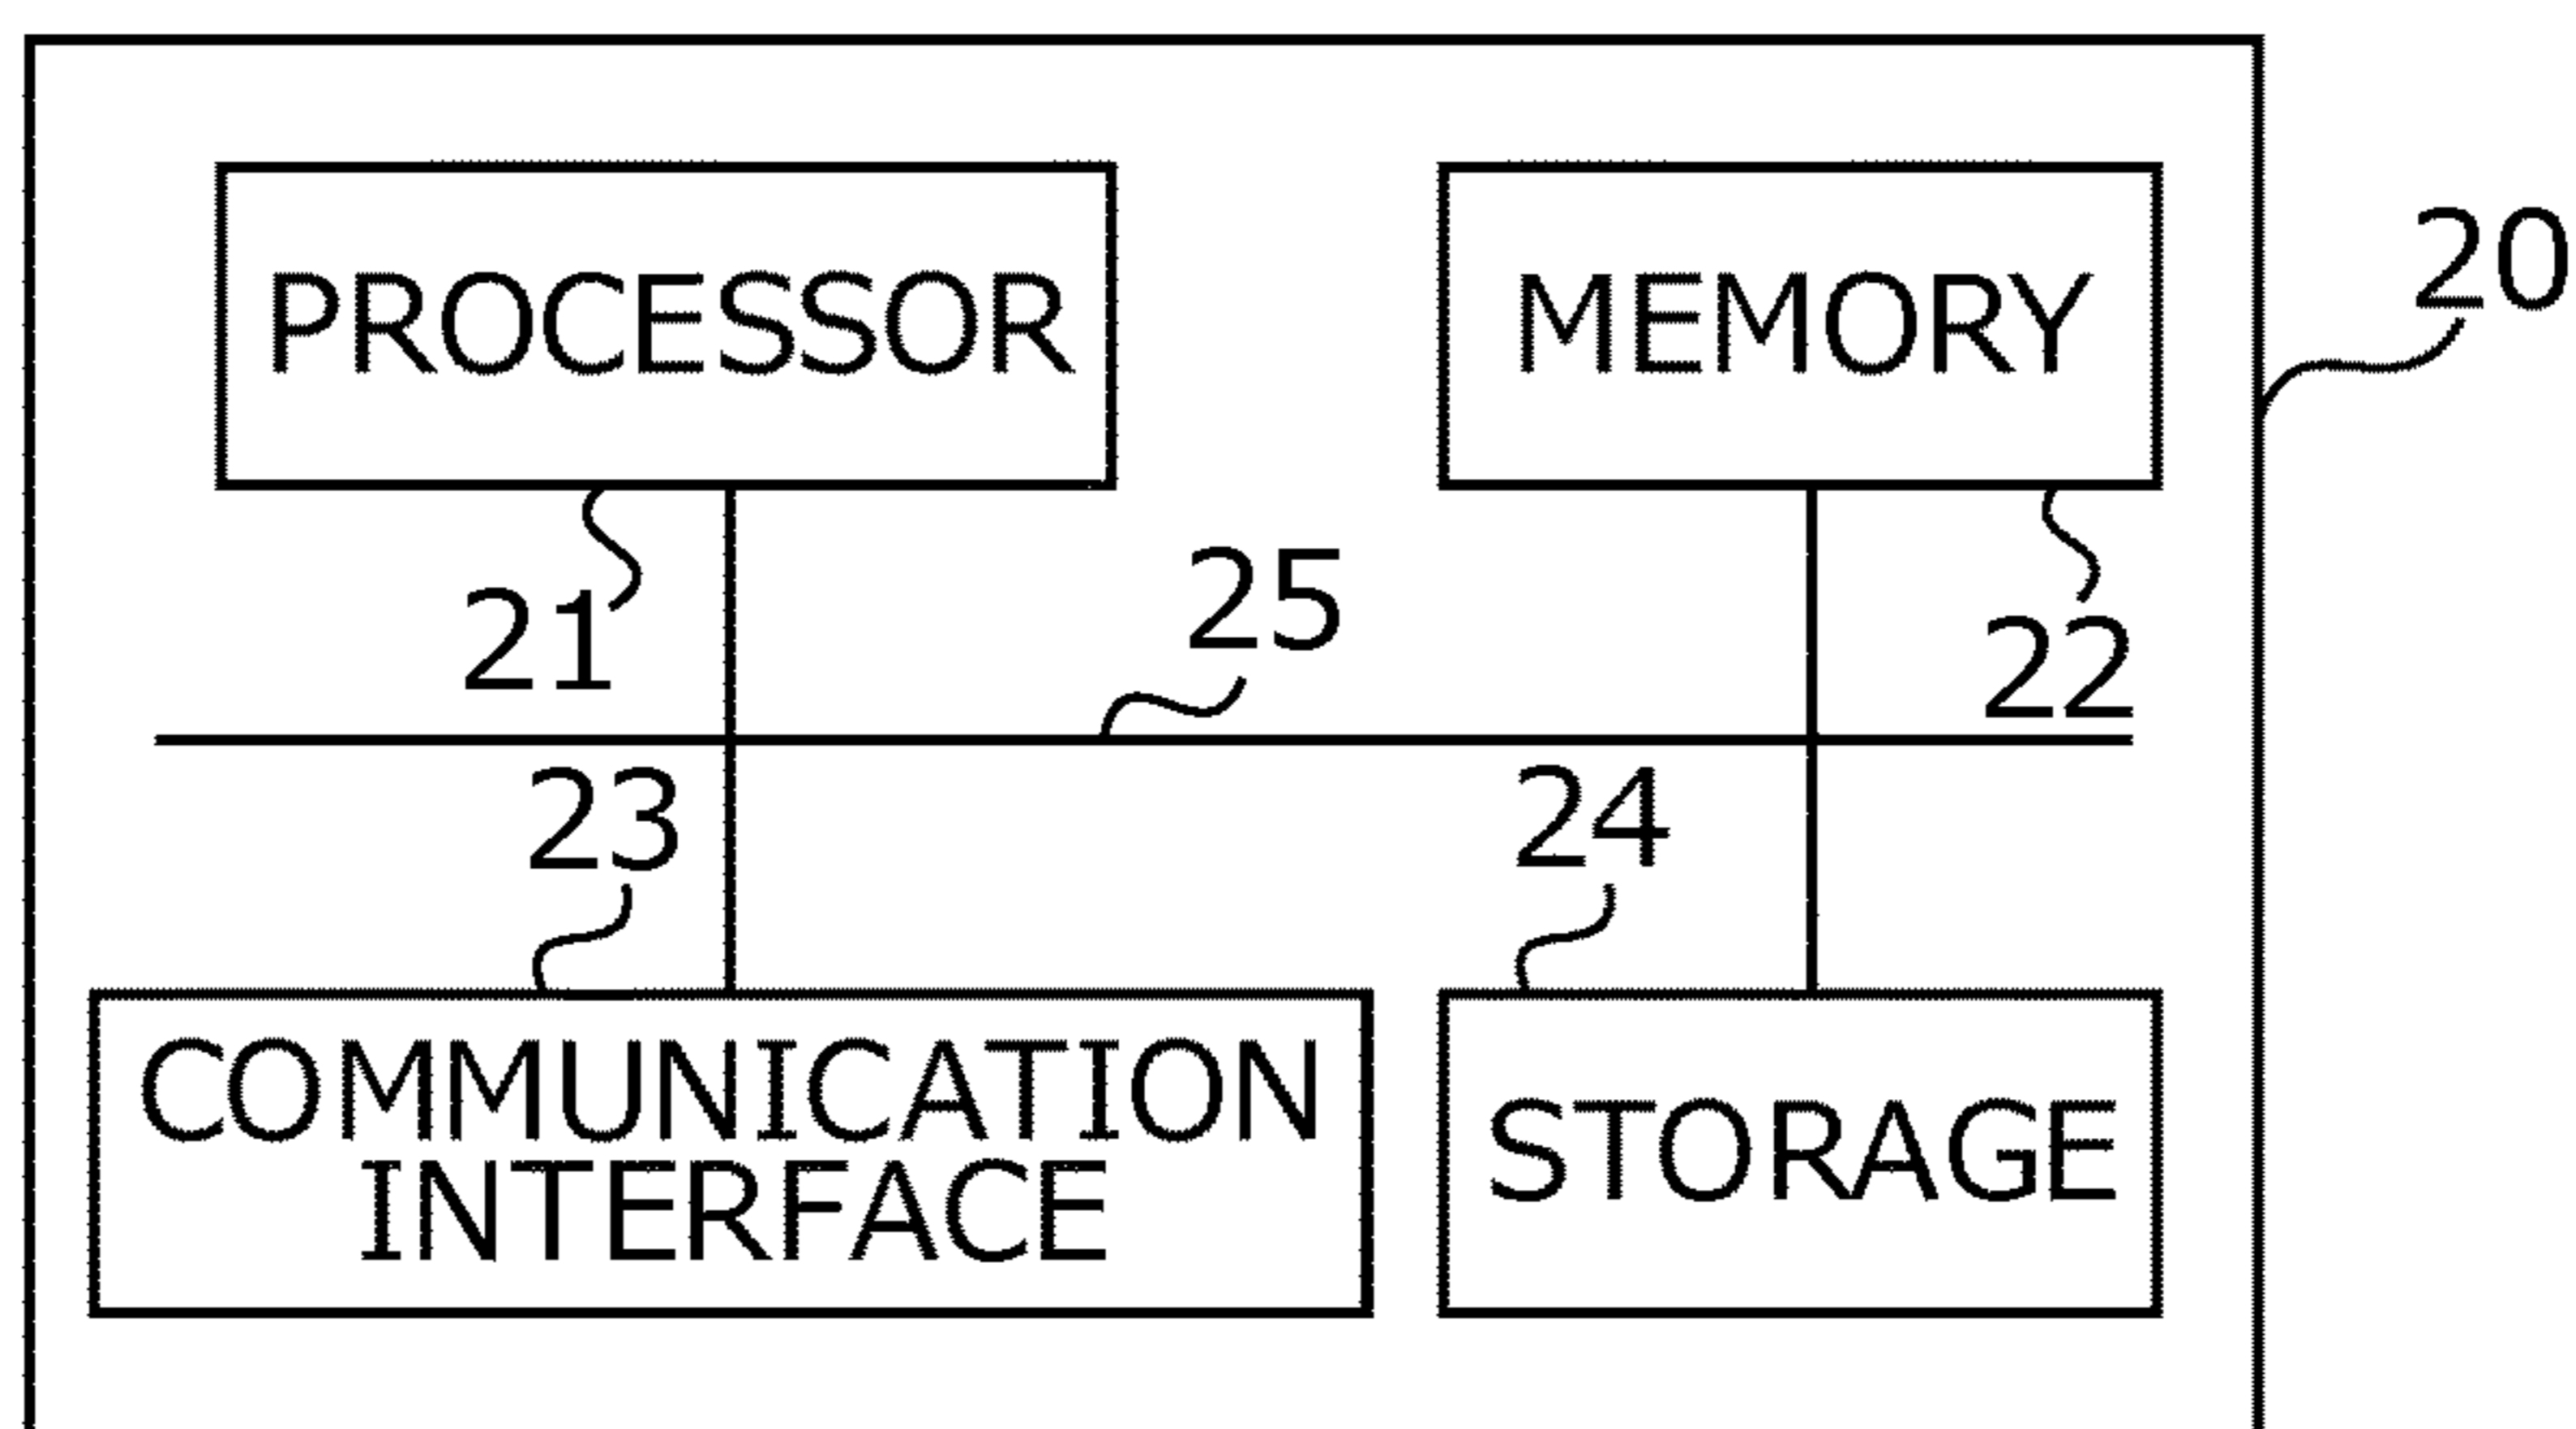 PROCESSOR
MEMORY
20
21
25
22
23
24
COMMUNICATION
INTERFACE
STORAGE